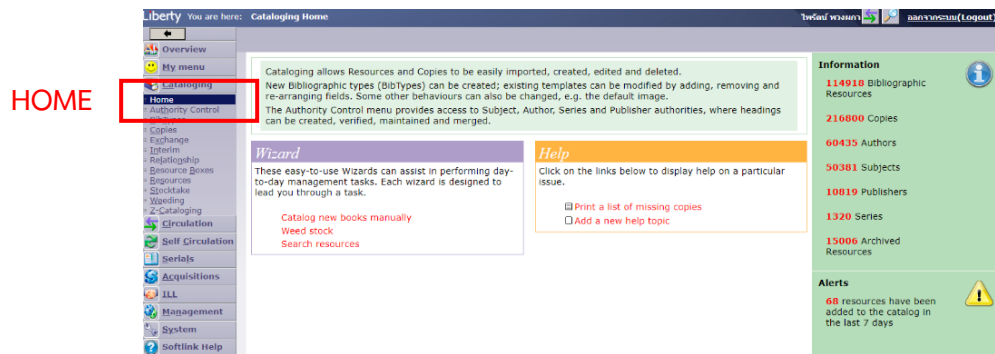 Liberty You are here: Cataloging Home
ไพรัตน์ พวงผกา ออกจากระบบ(Logout)
Overview
My menu
Cataloging
HOME
Home
Authority Control
BibTypes
Copies
Exchange
Interim
Relationship
Resource Boxes
Resources
Stocktake
Weeding
Z-Cataloging
Circulation
Self Circulation
Serials
Acquisitions
ILL
Management
System
Softlink Help
Cataloging allows Resources and Copies to be easily imported, created, edited and deleted.
New Bibliographic types (BibTypes) can be created; existing templates can be modified by adding, removing and
re-arranging fields. Some other behaviours can also be changed, e.g. the default image.
The Authority Control menu provides access to Subject, Author, Series and Publisher authorities, where headings
can be created, verified, maintained and merged.
Wizard
These easy-to-use Wizards can assist in performing day-
to-day management tasks. Each wizard is designed to
lead you through a task.
Catalog new books manually
Weed stock
Search resources
Help
Click on the links below to display help on a particular
issue.
Print a list of missing copies
Add a new help topic
Information
114918 Bibliographic
Resources
216800 Copies
60435 Authors
50381 Subjects
10819 Publishers
1320 Series
15006 Archived
Resources
Alerts
68 resources have been
added to the catalog in
the last 7 days